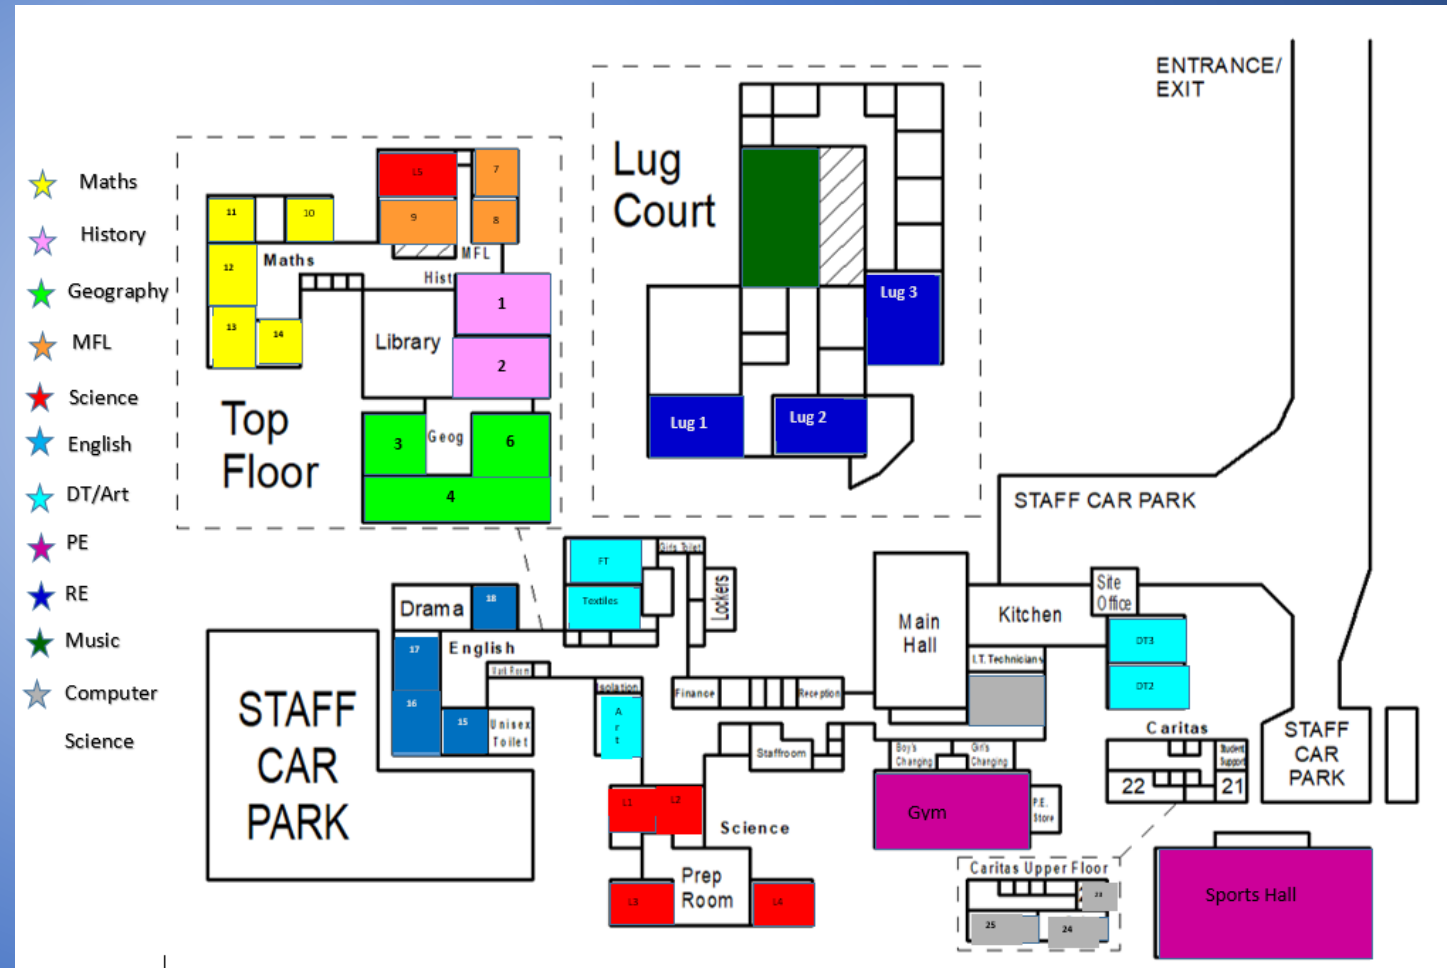 ENTRANCE/
EXIT
Maths
History
Geography
MFL
Science
English
DT/Art
PE
RE
Music
Computer
Science
L5
7
9
8
11
10
12
Maths
13
14
MFL
Hist
1
2
Library
3
Geog
6
4
Top
Floor
Lug
Court
Lug 3
Lug 1
Lug 2
STAFF CAR PARK
FT
Textiles
Girls Toilet
Lockers
Drama
18
17
English
Work Room
16
15
Unisex
Toilet
STAFF
CAR
PARK
Isolation
A
r
t
Finance
Reception
Staffroom
Main
Hall
Kitchen
Site
Office
I.T. Technicians
DT3
DT2
Boy's
Changing
Girl's
Changing
Gym
P.E.
Store
Caritas
22
Student
Support
21
STAFF
CAR
PARK
L1
L2
Science
Prep
Room
L3
L4
Caritas Upper Floor
23
25
24
Sports Hall